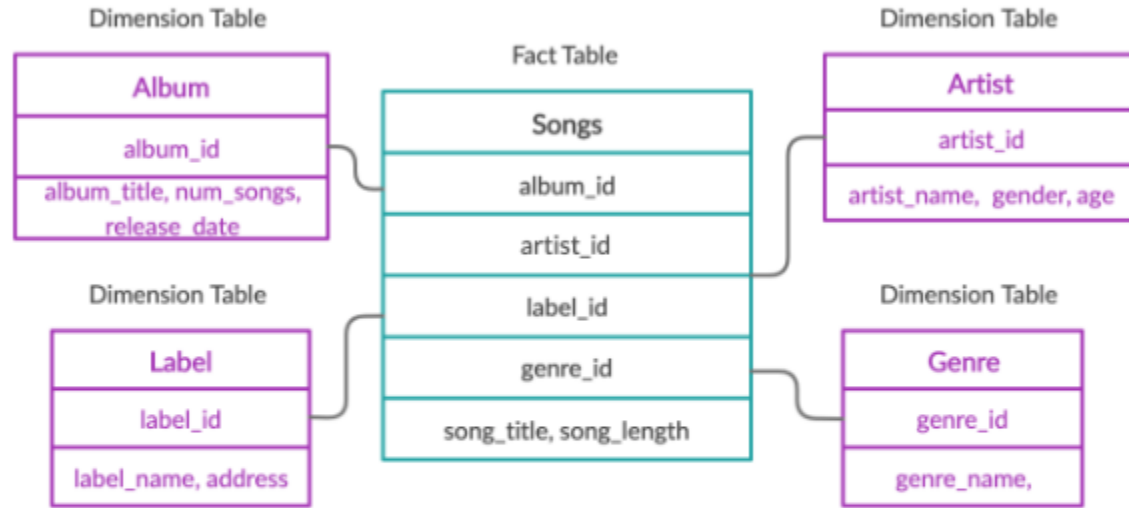 Dimension Table
Album
album_id
album_title, num_songs,
release_date
Fact Table
Songs
album_id
artist_id
label_id
genre_id
song_title, song_length
Dimension Table
Artist
artist_id
artist_name, gender, age
Dimension Table
Label
label_id
label_name, address
Dimension Table
Genre
genre_id
genre_name,